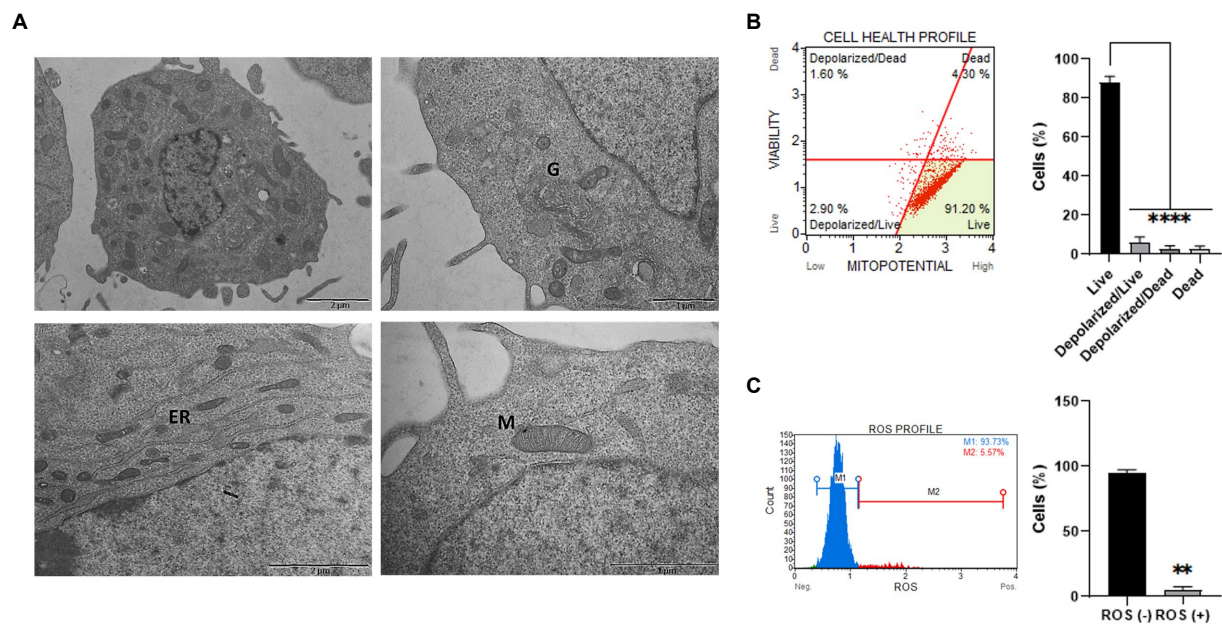 A
2 µm
G
1 µm
ER
2 µm
M
1 µm
B
CELL HEALTH PROFILE
Dead
VIABILITY
Live
4
3
2
1
0
Depolarized/Dead
1.60 %
Dead
4.30 %
2.90 %
Depolarized/Live
91.20 %
Live
0 1 2 3 4
Low MITOPOTENTIAL High
Cells (%)
100
80
60
40
20
0
****
Live
Depolarized/Live
Depolarized/Dead
Dead
C
ROS PROFILE
M1: 93.73%
M2: 5.57%
Count
150
140
130
120
110
100
90
80
70
60
50
40
30
20
10
0
M1
M2
0 1 2 3 4
Neg. ROS Pos.
Cells (%)
150
100
50
0
**
ROS (-) ROS (+)